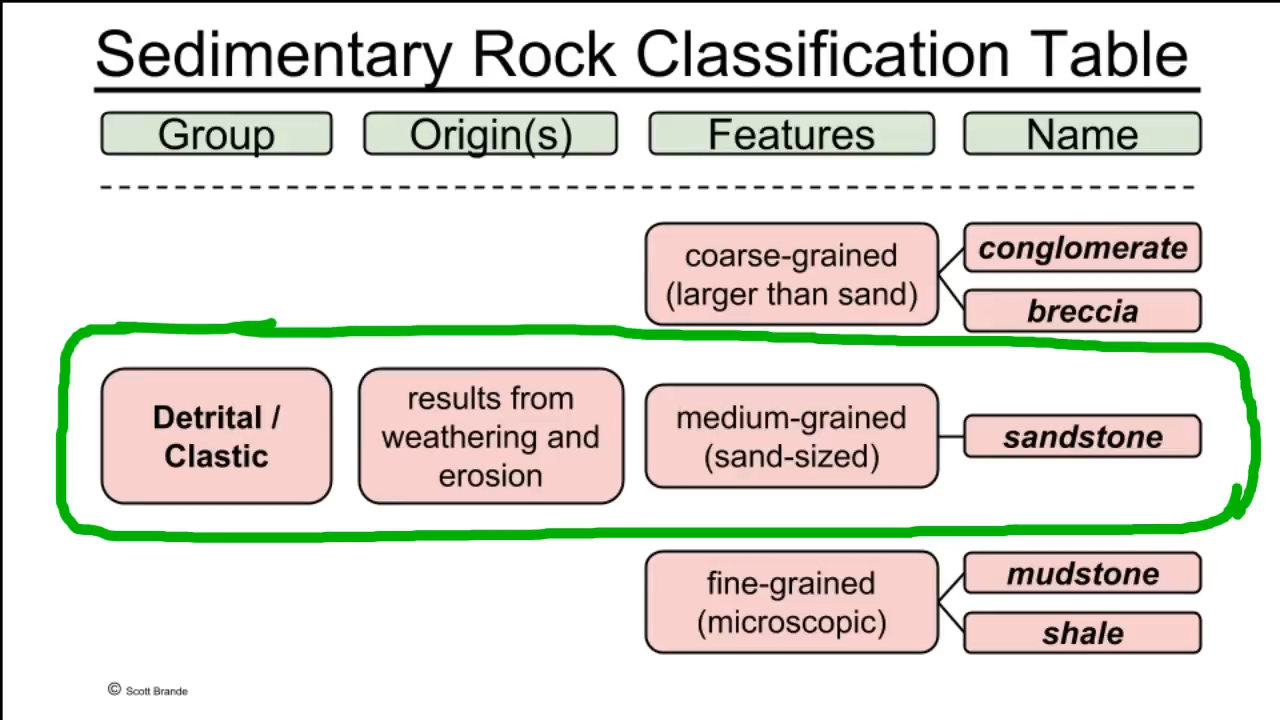 Sedimentary Rock Classification Table
Group
Origin(s)
Features
Name
coarse-grained
(larger than sand)
conglomerate
breccia
Detrital /
Clastic
results from
weathering and
erosion
medium-grained
(sand-sized)
sandstone
fine-grained
(microscopic)
mudstone
shale
© Scott Brande